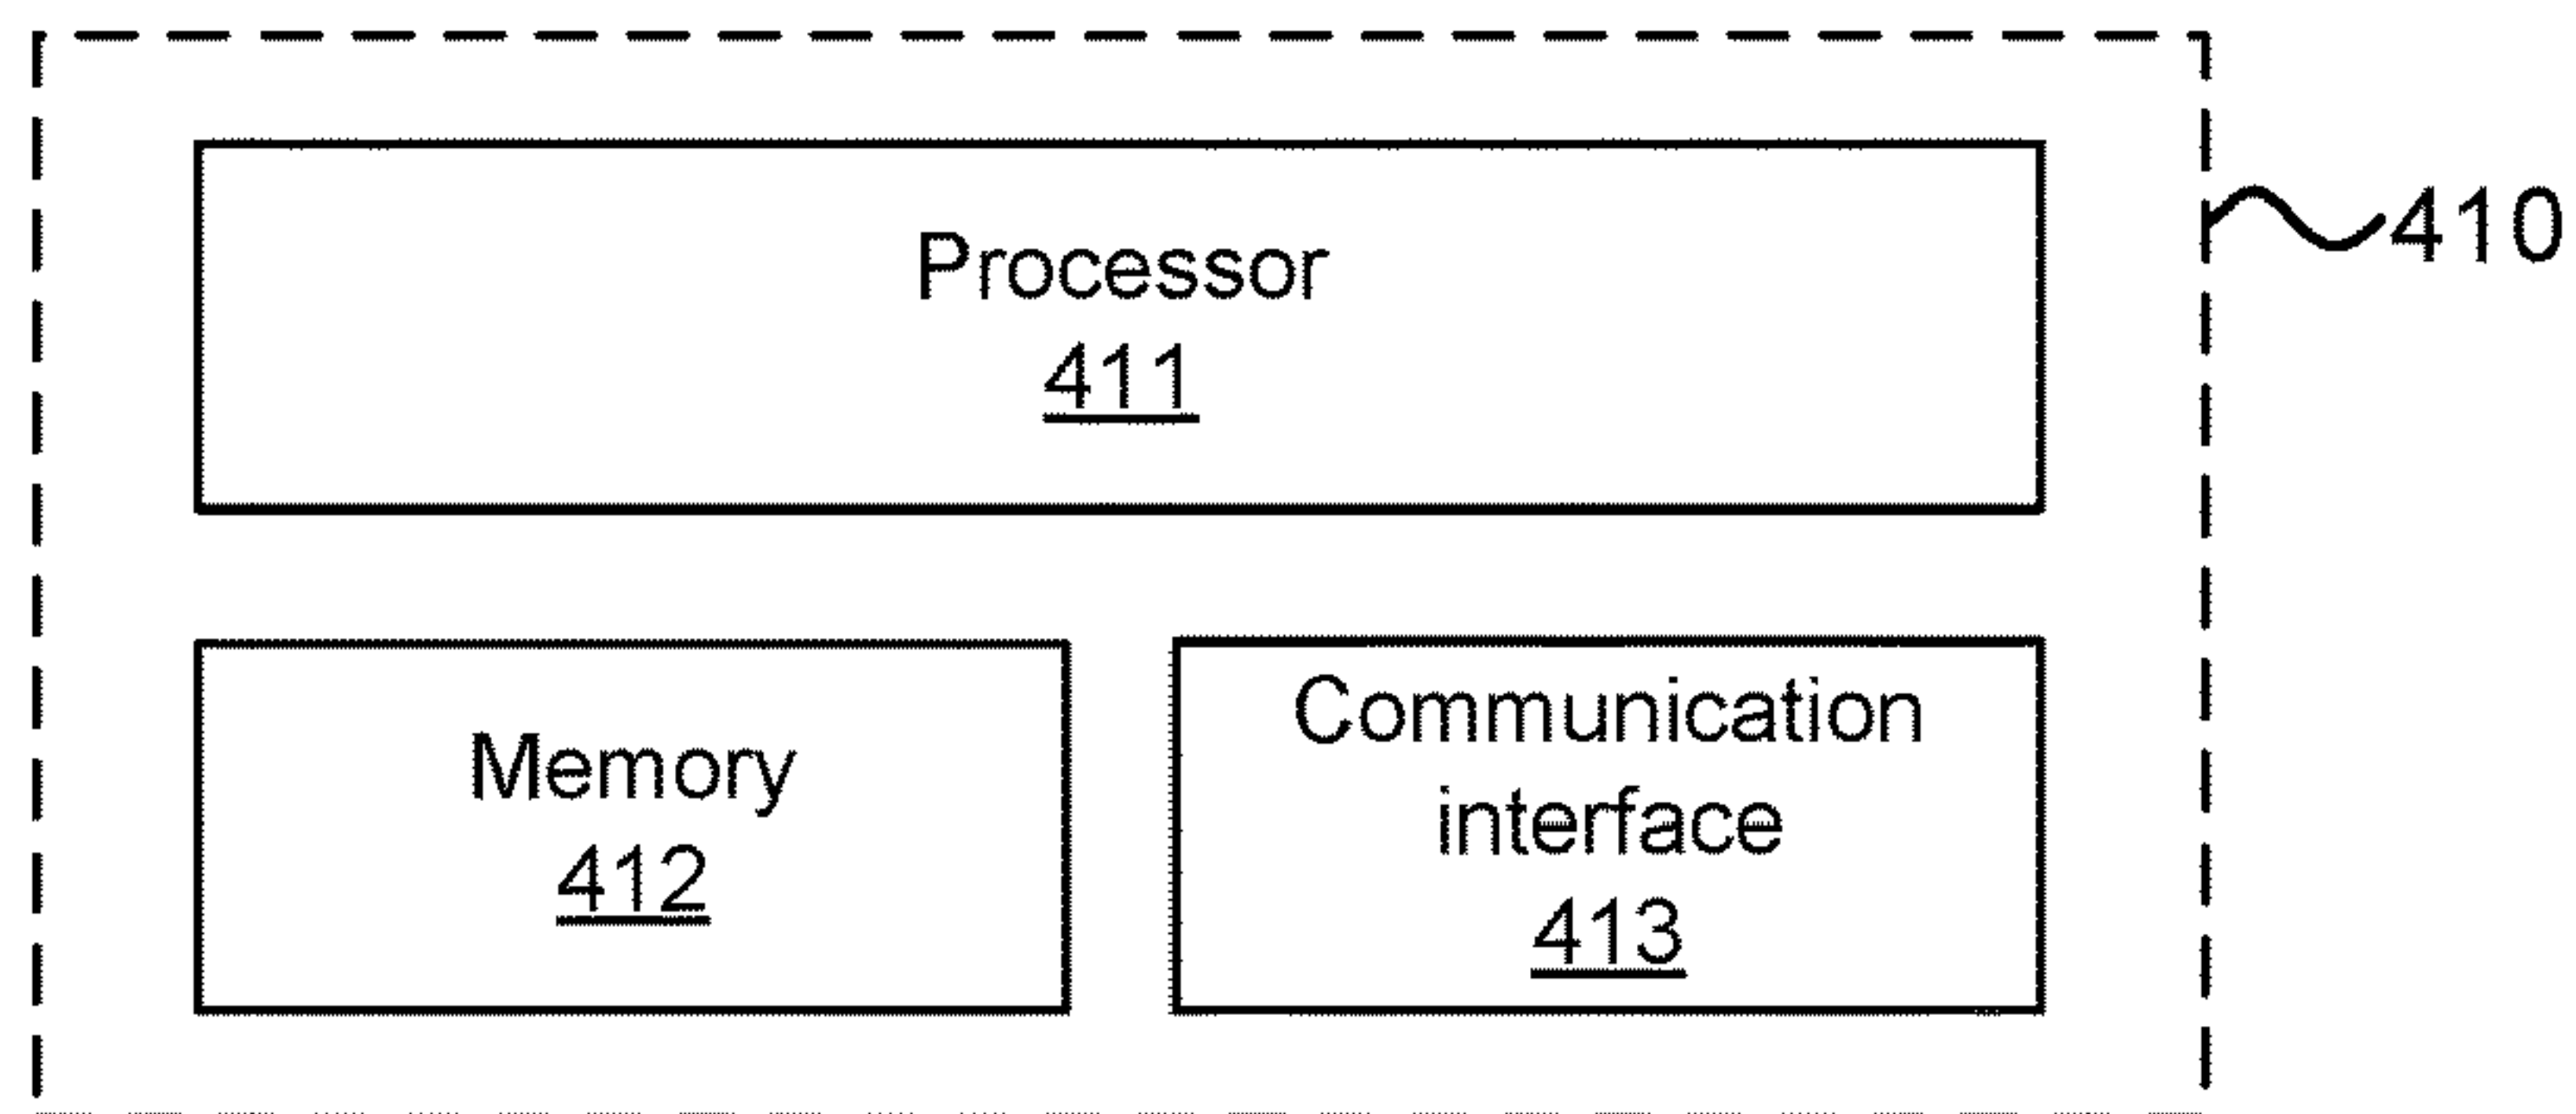 Processor
411
410
Memory
412
Communication
interface
413